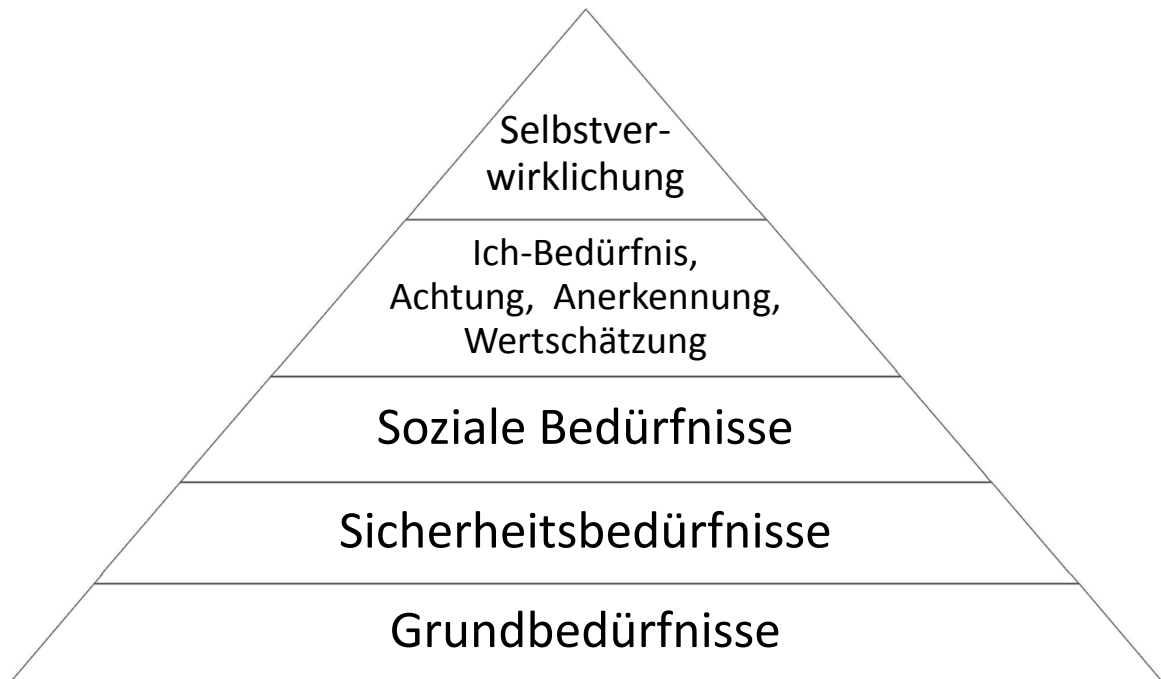 Selbstver-
wirklichung
Ich-Bedürfnis,
Achtung, Anerkennung,
Wertschätzung
Soziale Bedürfnisse
Sicherheitsbedürfnisse
Grundbedürfnisse